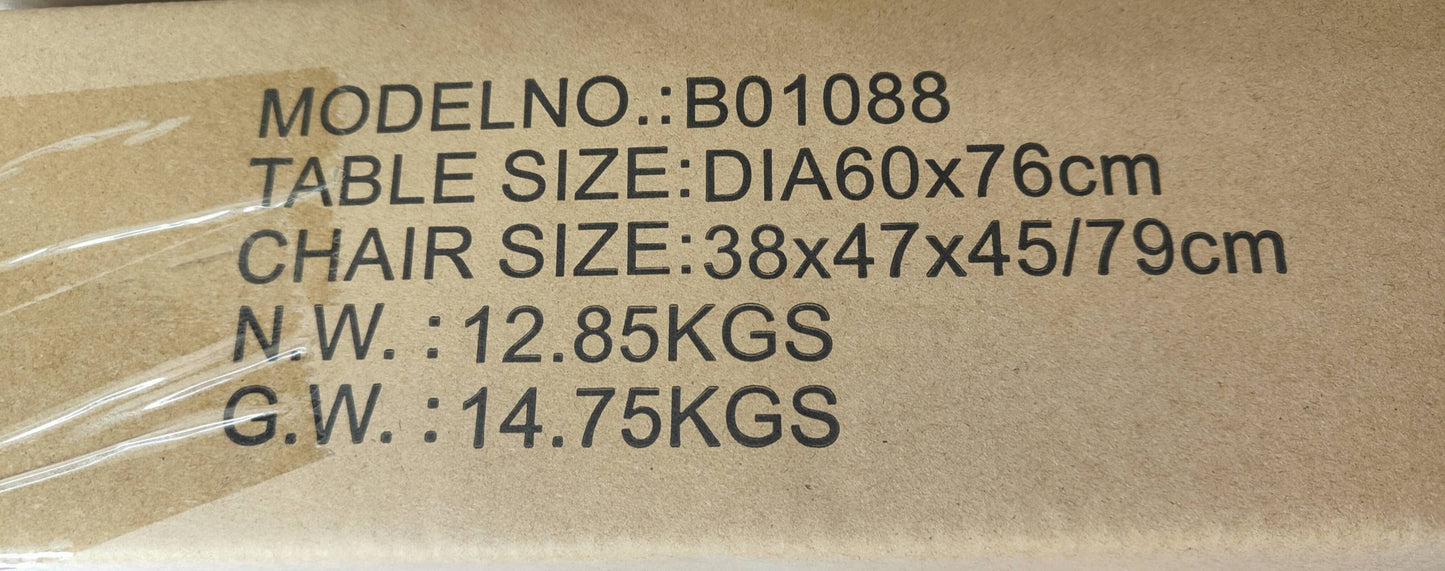 MODELNO.:B01088
TABLE SIZE:DIA60x76cm
CHAIR SIZE:38x47x45/79cm
N.W. :12.85KGS
G.W. :14.75KGS